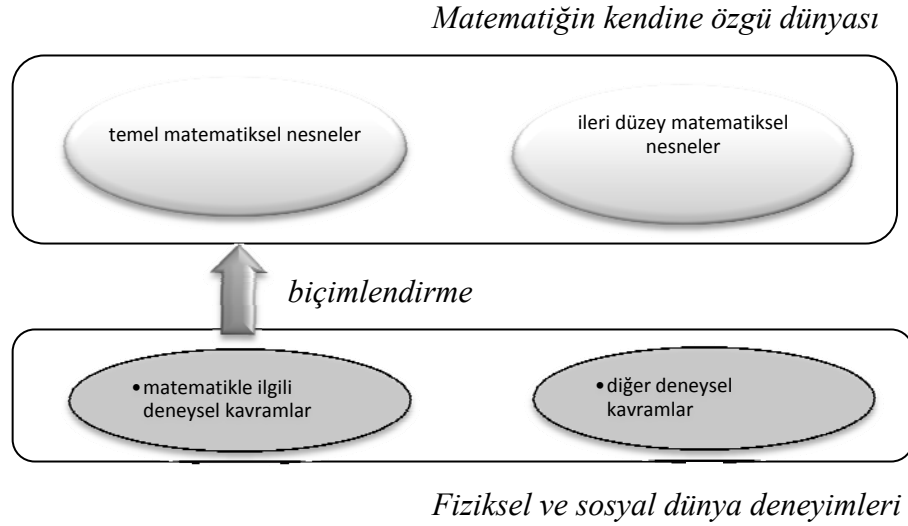 Matematiğin kendine özgü dünyası
temel matematiksel nesneler
ileri düzey matematiksel
nesneler
biçimlendirme
•matematikle ilgili
deneysel kavramlar
•diğer deneysel
kavramlar
Fiziksel ve sosyal dünya deneyimleri